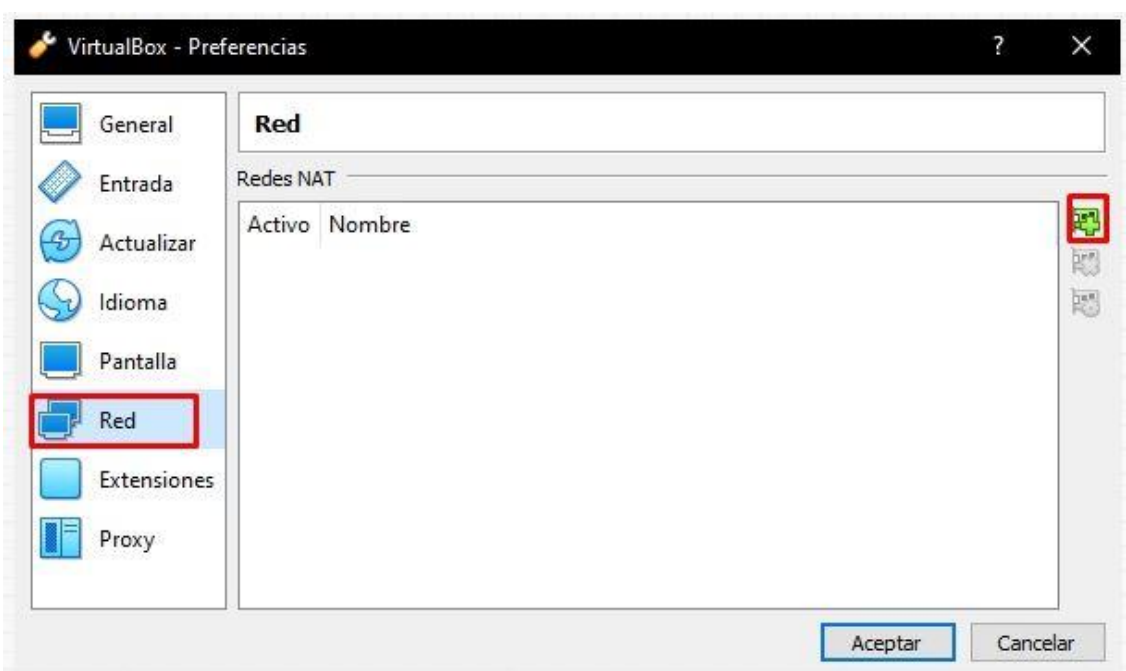 VirtualBox - Preferencias ? X
General
Entrada
Actualizar
Idioma
Pantalla
Red
Extensiones
Proxy
Red
Redes NAT
Activo Nombre
Aceptar Cancelar